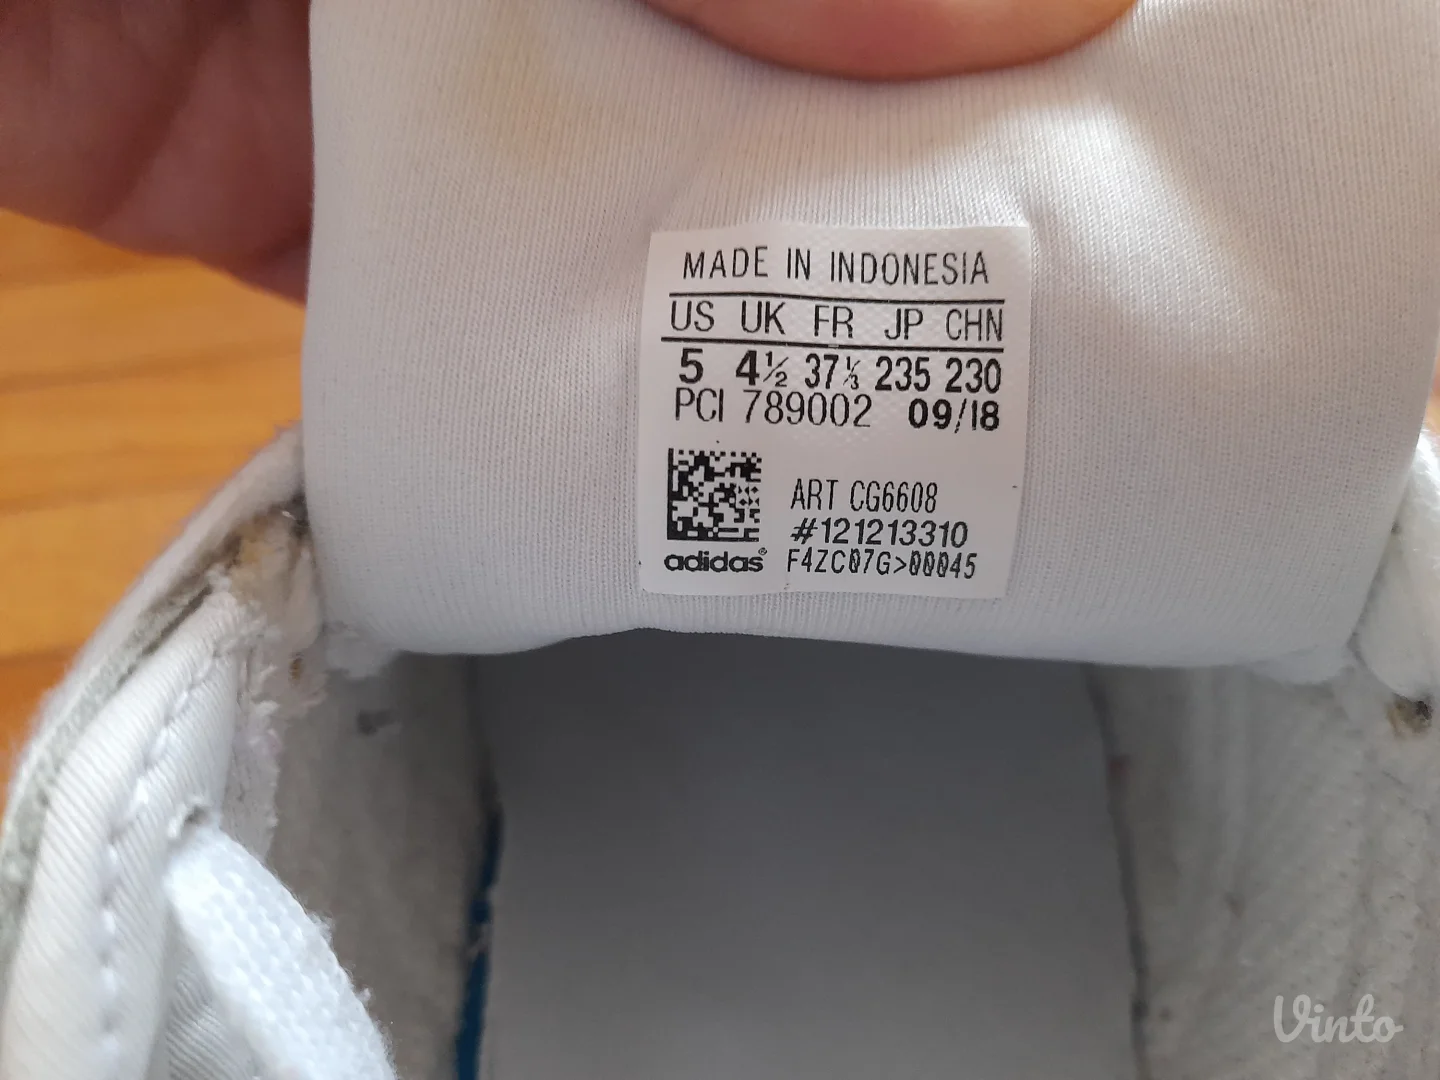 MADE IN INDONESIA
US UK FR JP CHN
5 4½ 37⅓ 235 230
PCI 789002 09/18
ART CG6608
#121213310
adidas® F4ZC07G>00045
Vinto